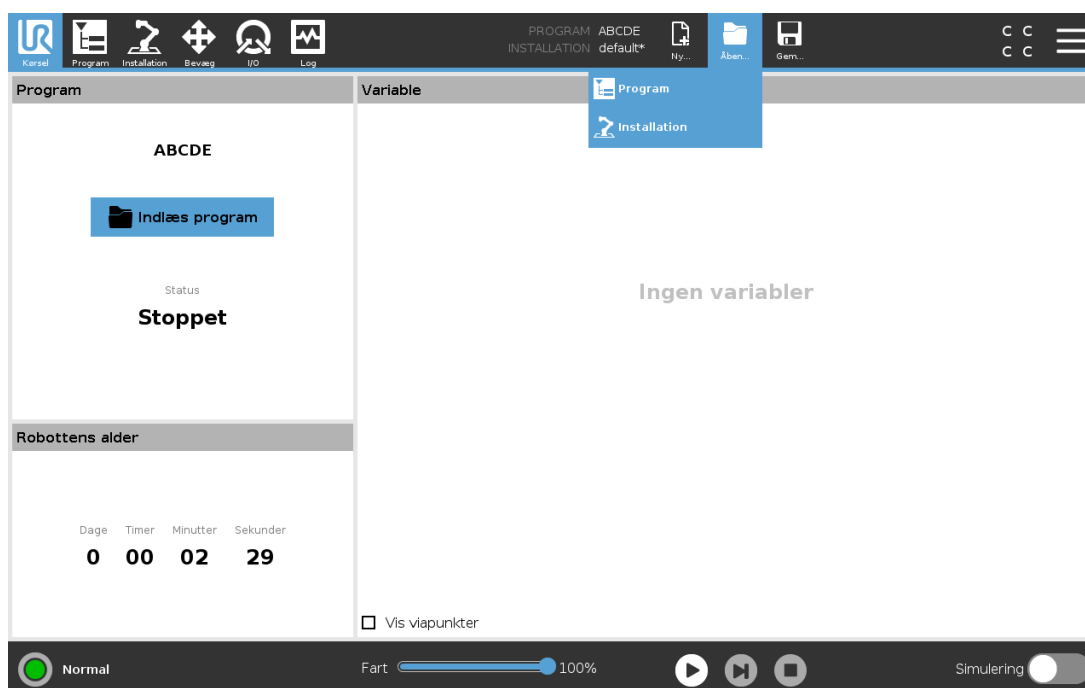 PROGRAM ABCDE
INSTALLATION default*
Kørsel Program Installation Bevæg I/O Log
Ny... Åben... Gem...
C C
C C
Program
Variable
Program
Installation
ABCDE
Indlæs program
Status
Stoppet
Ingen variabler
Robottens alder
Dage Timer Minutter Sekunder
0 00 02 29
Vis viapunkter
Normal
Fart 100%
Simulering